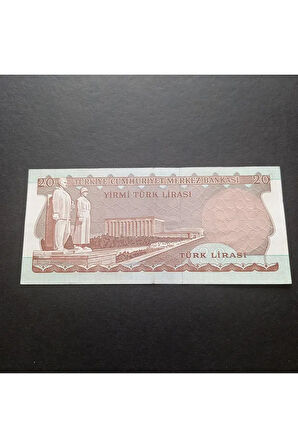 20 TÜRKİYE CUMHURİYET MERKEZ BANKASI 20
YİRMİ TÜRK LİRASI
TÜRK LİRASI